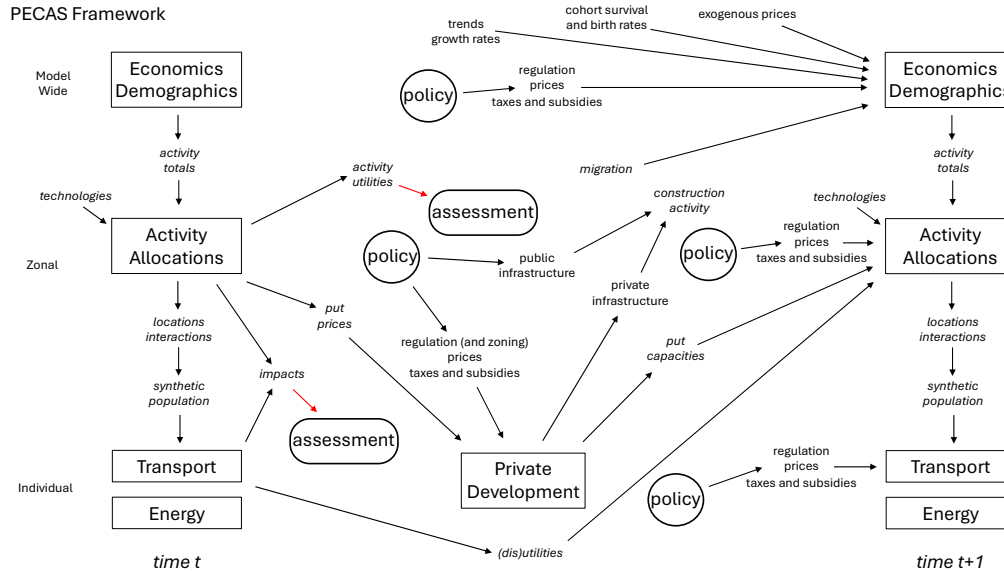 PECAS Framework
trends
growth rates
cohort survival
and birth rates
exogenous prices
Model
Wide
Economics
Demographics
policy
regulation
prices
taxes and subsidies
Economics
Demographics
activity
totals
activity
utilities
migration
activity
totals
technologies
assessment
construction
activity
technologies
Zonal
Activity
Allocations
policy
public
infrastructure
private
infrastructure
policy
regulation
prices
taxes and subsidies
Activity
Allocations
locations
interactions
put
prices
regulation (and zoning)
prices
taxes and subsidies
put
capacities
locations
interactions
synthetic
population
impacts
assessment
synthetic
population
Individual
Transport
Private
Development
policy
regulation
prices
taxes and subsidies
Transport
Energy
Energy
time t
(dis)utilities
time t+1